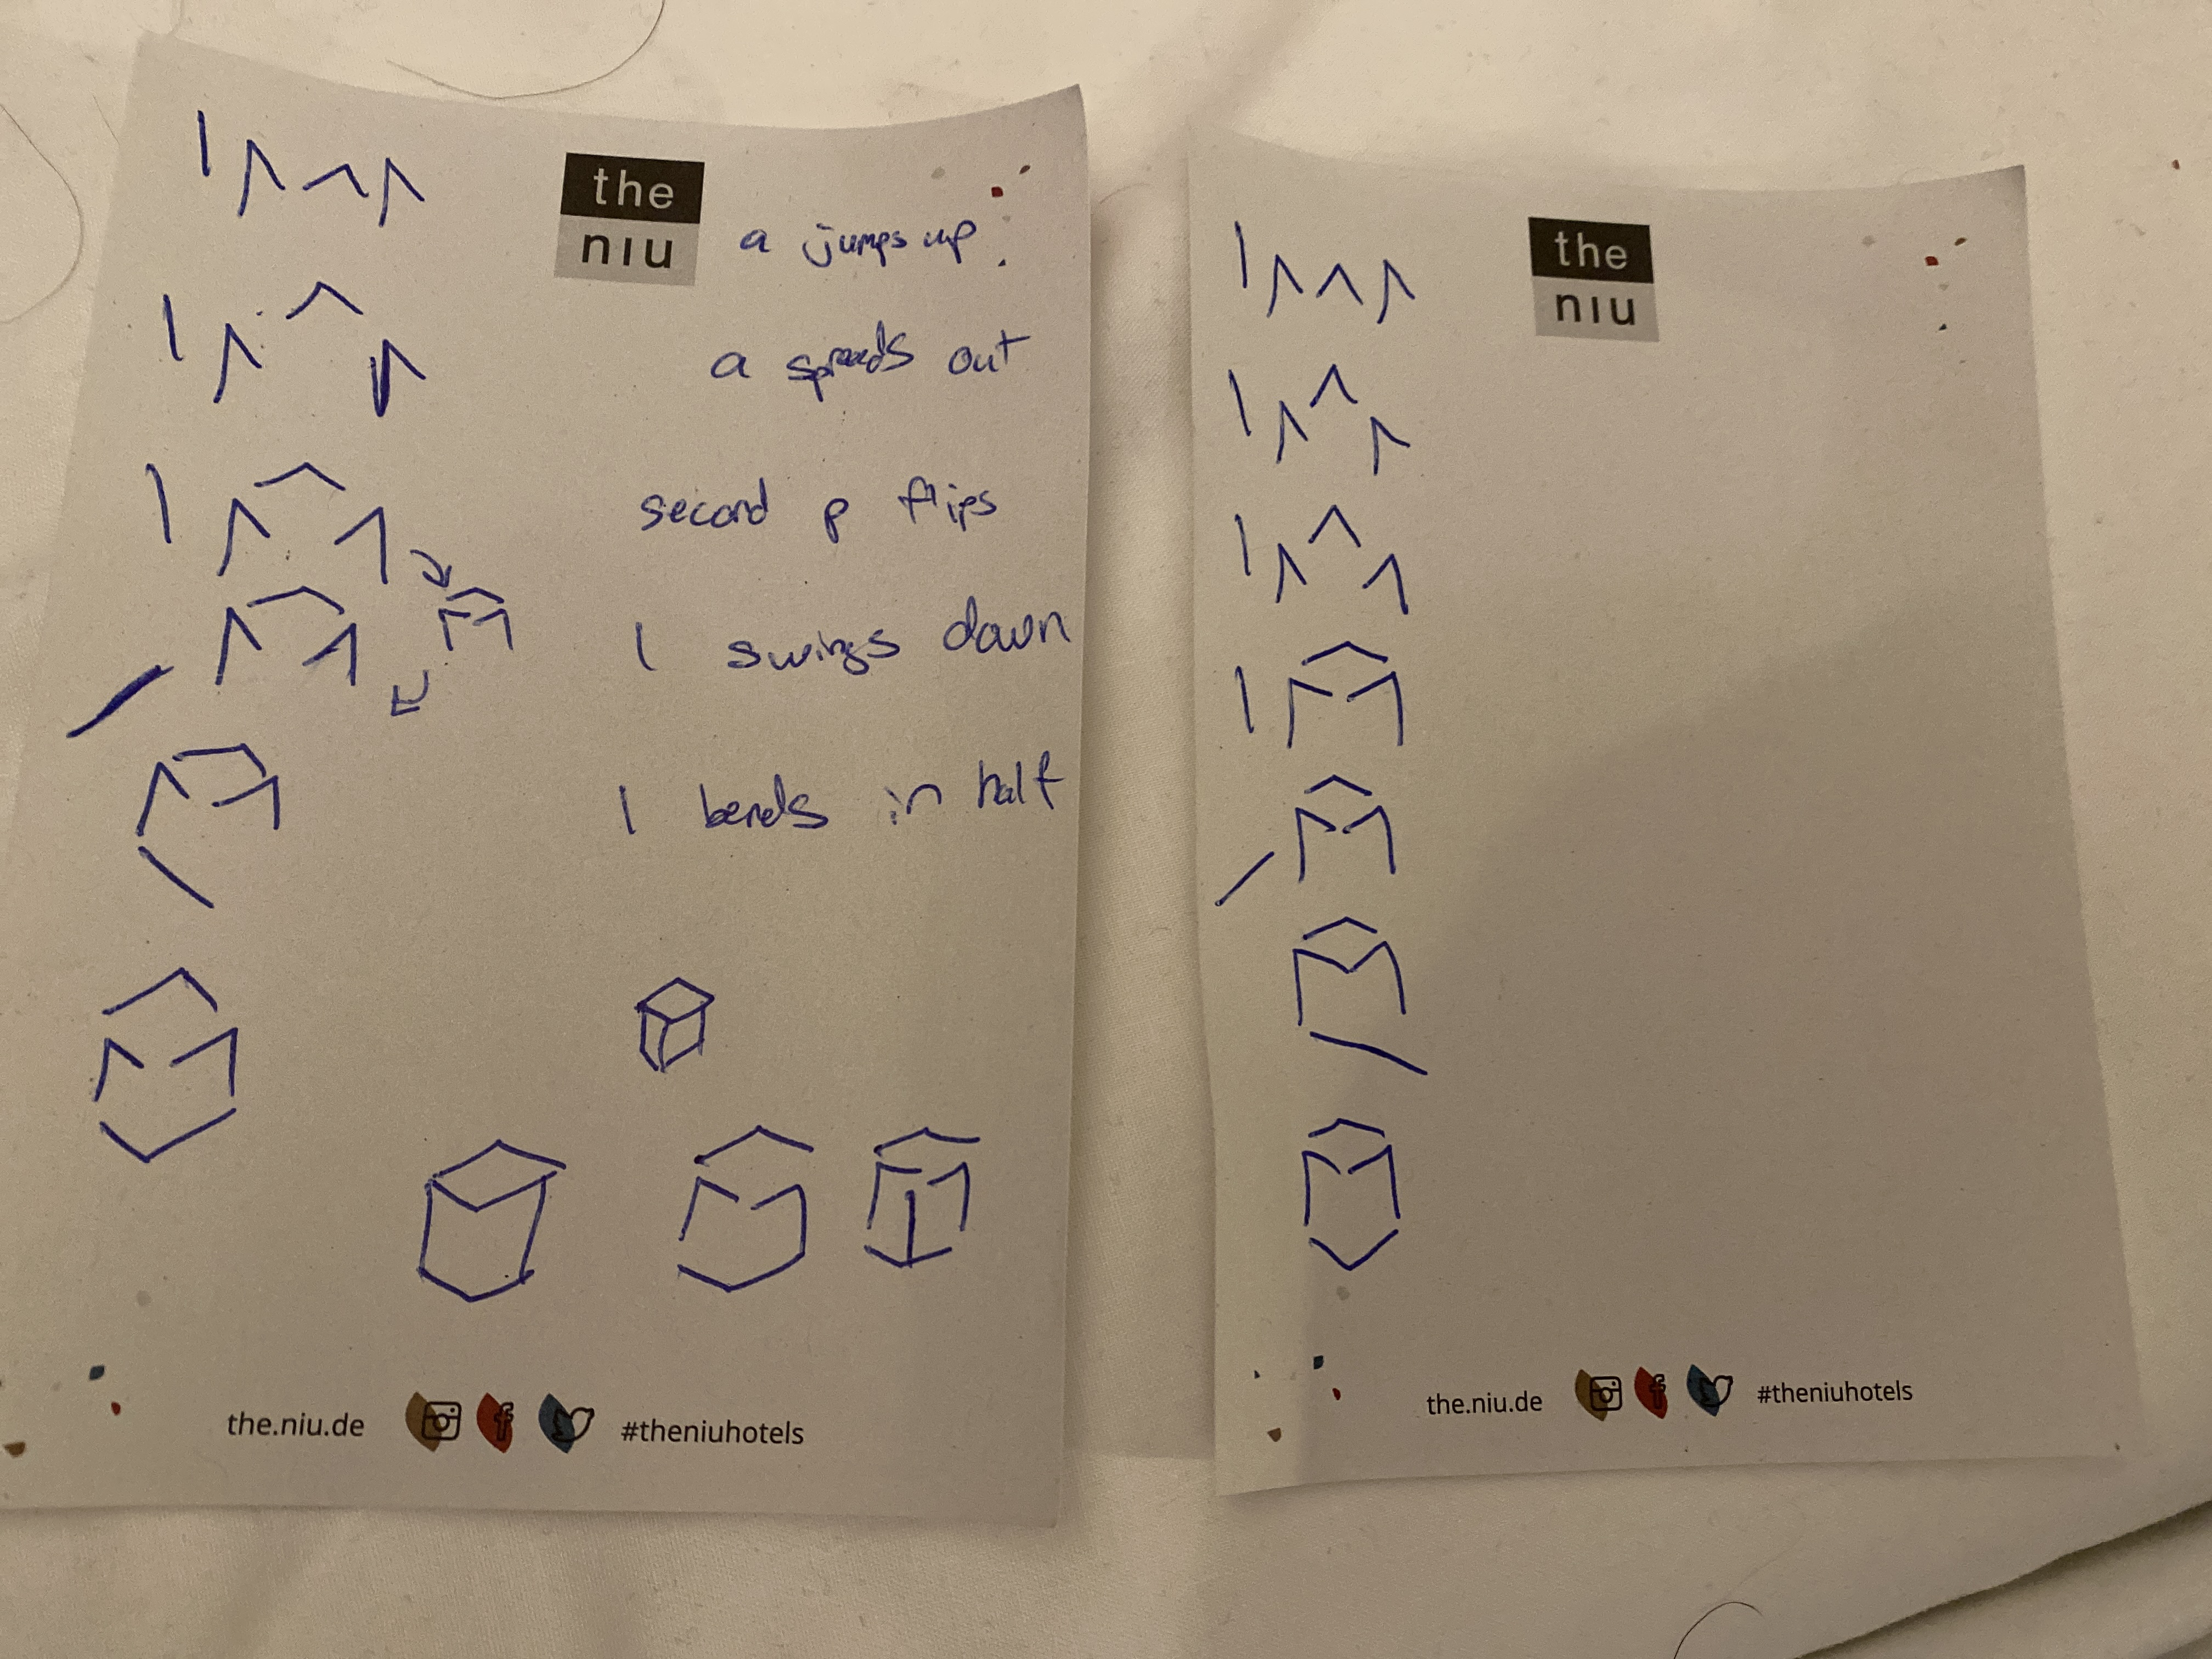 the
niu
a jumps up
a spreads out
second p flips
l swings down
l bends in half
the.niu.de #theniuhotels
the
niu
the.niu.de #theniuhotels